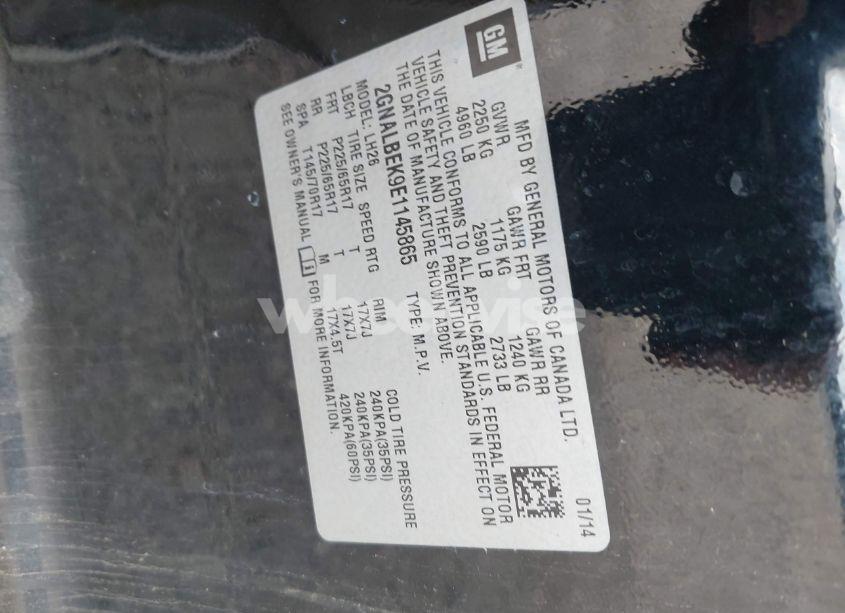 GM
MFD BY GENERAL MOTORS OF CANADA LTD.
01/14
GVWR GAWR FRT GAWR RR
2250 KG 1175 KG 1240 KG
4960 LB 2590 LB 2733 LB
THIS VEHICLE CONFORMS TO ALL APPLICABLE U.S. FEDERAL MOTOR
VEHICLE SAFETY AND THEFT PREVENTION STANDARDS IN EFFECT ON
THE DATE OF MANUFACTURE SHOWN ABOVE.
2GNALBEK9E1145865 TYPE: M.P.V.
MODEL: LH26
LBCH TIRE SIZE SPEED RTG RIM COLD TIRE PRESSURE
FRT P225/65R17 T 17X7J 240KPA(35PSI)
RR P225/65R17 T 17X7J 240KPA(35PSI)
SPA T145/70R17 M 17X4.5T 420KPA(60PSI)
SEE OWNER'S MANUAL FOR MORE INFORMATION.
wheelwise